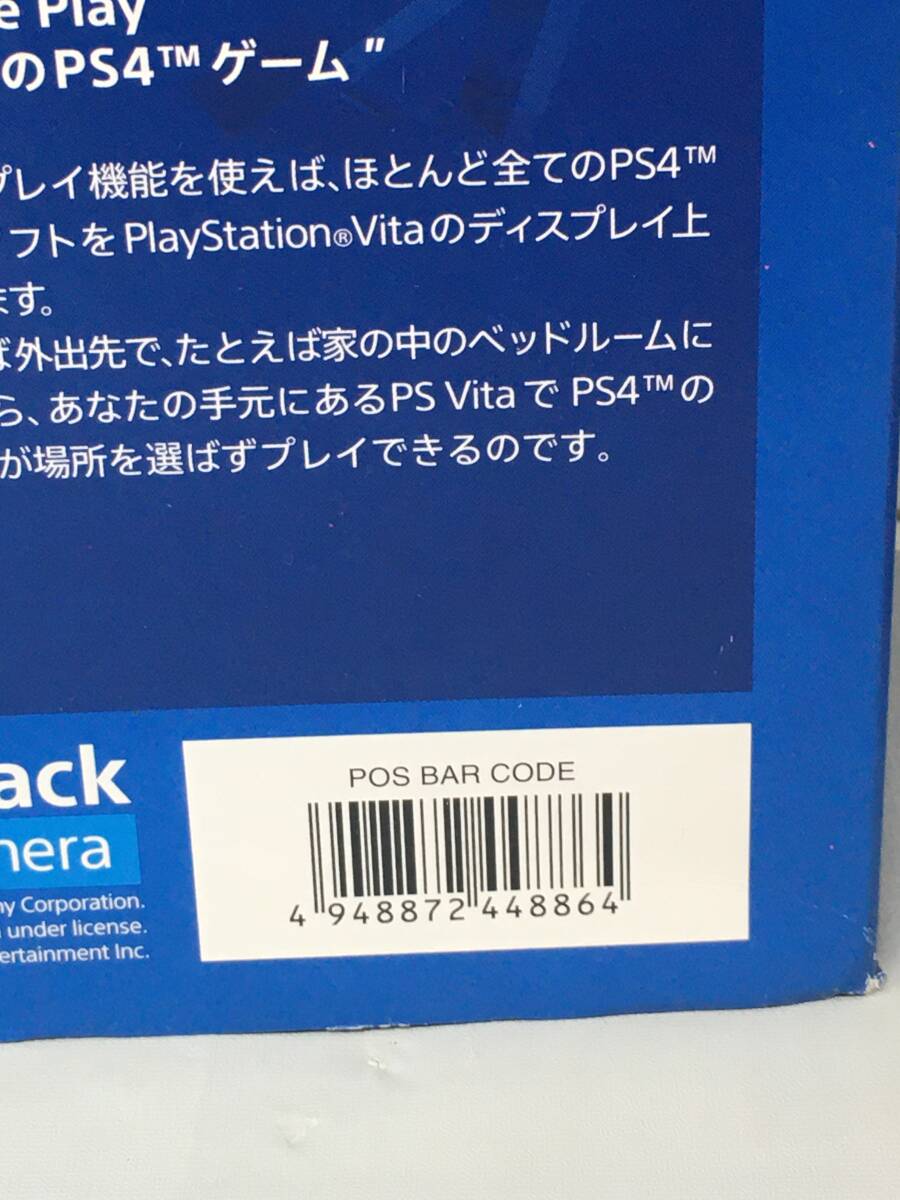 e Play
のPS4™ ゲーム"
プレイ機能を使えば、ほとんど全てのPS4™
フトをPlayStation®Vitaのディスプレイ上
ます。
ば外出先で、たとえば家の中のベッドルームに
ら、あなたの手元にあるPS VitaでPS4™の
が場所を選ばずプレイできるのです。
ack
mera
ny Corporation.
under license.
ertainment Inc.
POS BAR CODE
4 948872 448864